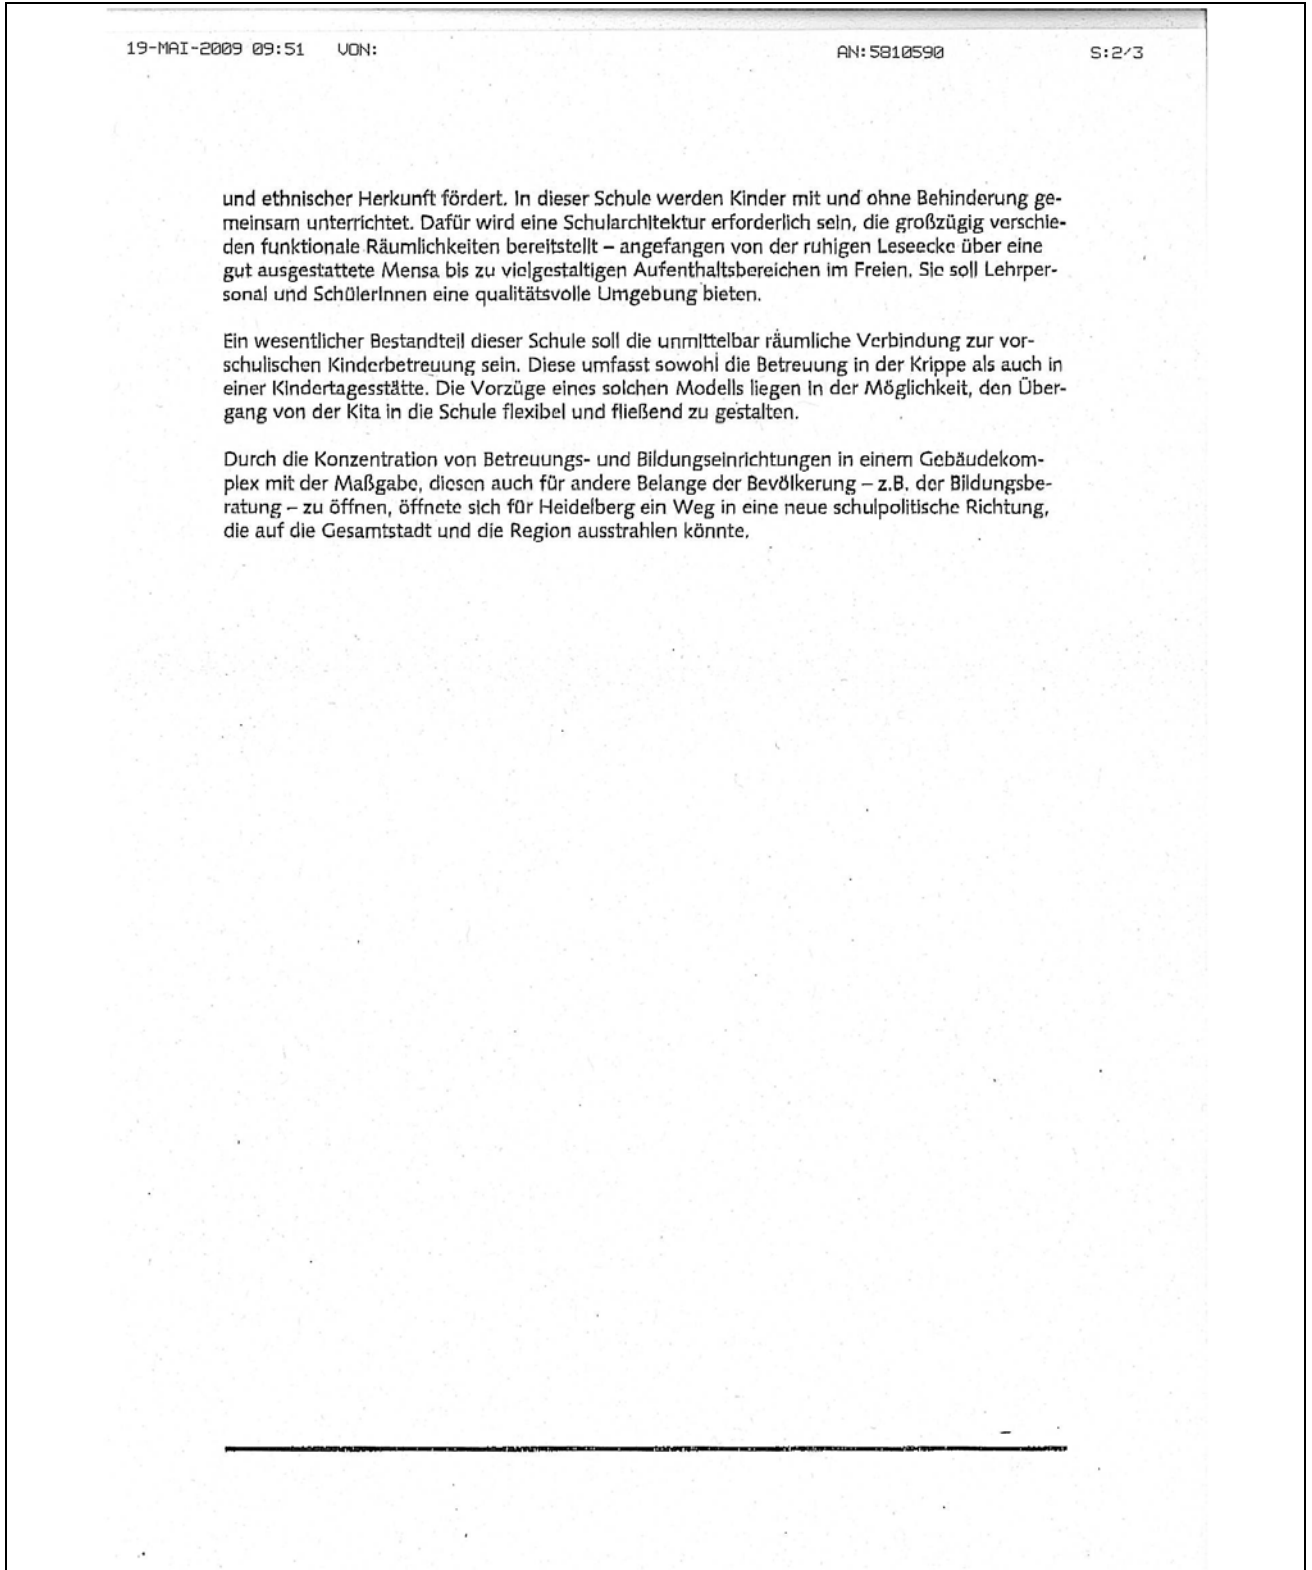 19-MAI-2009 09:51 VON: AN:5810590 S:2/3
und ethnischer Herkunft fördert. In dieser Schule werden Kinder mit und ohne Behinderung ge-
meinsam unterrichtet. Dafür wird eine Schularchitektur erforderlich sein, die großzügig verschie-
den funktionale Räumlichkeiten bereitstellt – angefangen von der ruhigen Leseecke über eine
gut ausgestattete Mensa bis zu vielgestaltigen Aufenthaltsbereichen im Freien. Sie soll Lehrper-
sonal und SchülerInnen eine qualitätsvolle Umgebung bieten.
Ein wesentlicher Bestandteil dieser Schule soll die unmittelbar räumliche Verbindung zur vor-
schulischen Kinderbetreuung sein. Diese umfasst sowohl die Betreuung in der Krippe als auch in
einer Kindertagesstätte. Die Vorzüge eines solchen Modells liegen in der Möglichkeit, den Über-
gang von der Kita in die Schule flexibel und fließend zu gestalten.
Durch die Konzentration von Betreuungs- und Bildungseinrichtungen in einem Gebäudekom-
plex mit der Maßgabe, diesen auch für andere Belange der Bevölkerung – z.B. der Bildungsbe-
ratung – zu öffnen, öffnete sich für Heidelberg ein Weg in eine neue schulpolitische Richtung,
die auf die Gesamtstadt und die Region ausstrahlen könnte.